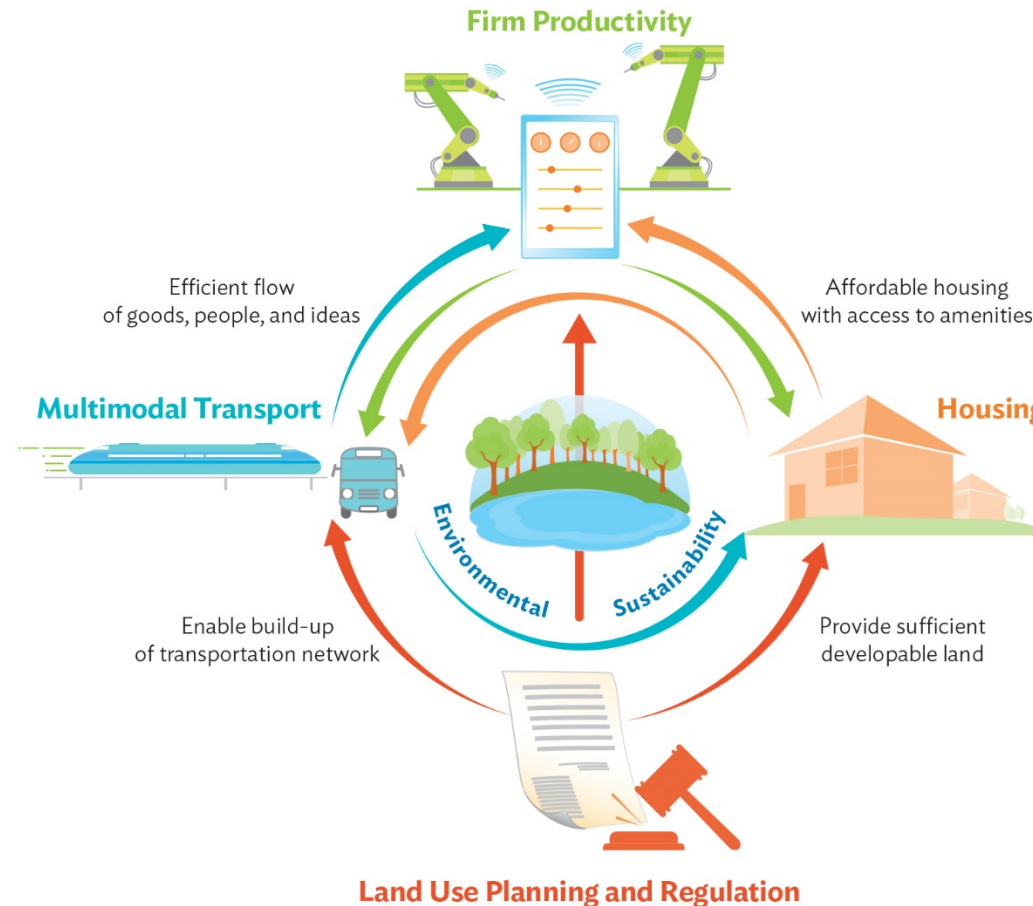 Firm Productivity
Efficient flow
of goods, people, and ideas
Affordable housing
with access to amenities
Multimodal Transport
Housing
Environmental
Sustainability
Enable build-up
of transportation network
Provide sufficient
developable land
Land Use Planning and Regulation